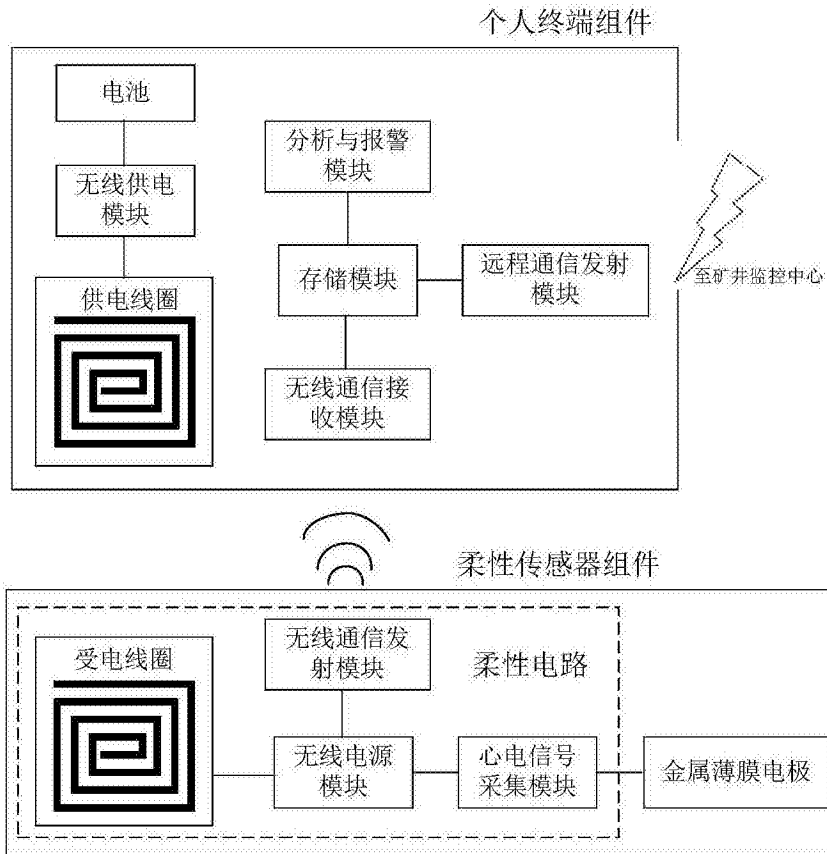 个人终端组件
电池
无线供电
模块
供电线圈
分析与报警
模块
存储模块
远程通信发射
模块
无线通信接
收模块
至矿井监控中心
柔性传感器组件
受电线圈
无线通信发
射模块
柔性电路
无线电源
模块
心电信号
采集模块
金属薄膜电极